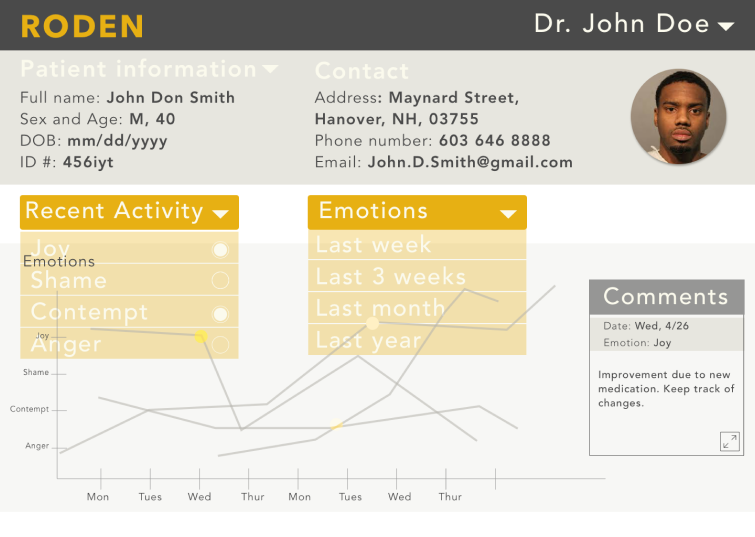 RODEN
Dr. John Doe
Patient information
Full name: John Don Smith
Sex and Age: M, 40
DOB: mm/dd/yyyy
ID #: 456iyt
Contact
Address: Maynard Street,
Hanover, NH, 03755
Phone number: 603 646 8888
Email: John.D.Smith@gmail.com
Recent Activity
Joy
Shame
Contempt
Anger
Emotions
Last week
Last 3 weeks
Last month
Last year
Emotions
Joy
Shame
Contempt
Anger
Mon Tues Wed Thur Mon Tues Wed Thur
Comments
Date: Wed, 4/26
Emotion: Joy
Improvement due to new
medication. Keep track of
changes.